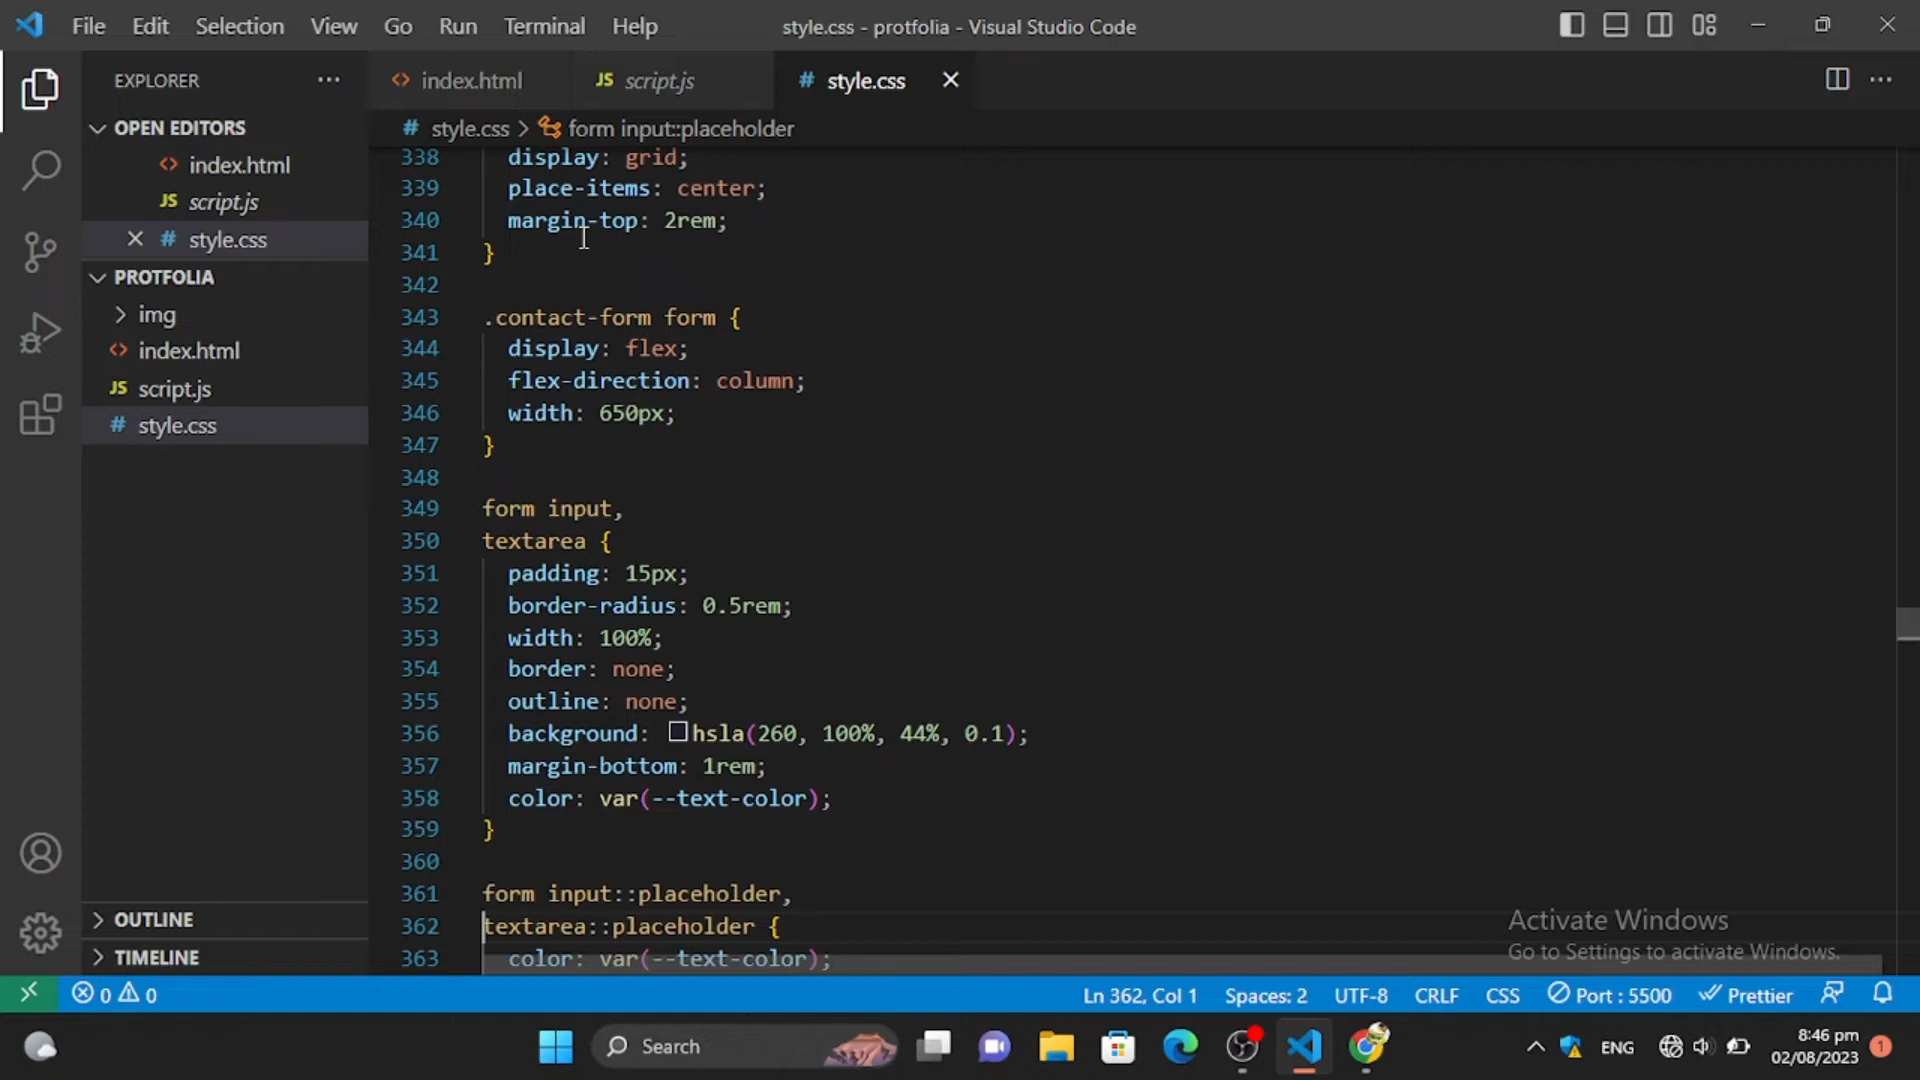 File Edit Selection View Go Run Terminal Help style.css - protfolia - Visual Studio Code
EXPLORER
OPEN EDITORS
index.html
JS script.js
# style.css
PROTFOLIA
img
index.html
JS script.js
# style.css
OUTLINE
TIMELINE
index.html JS script.js # style.css
# style.css > form input::placeholder
338 display: grid;
339 place-items: center;
340 margin-top: 2rem;
341 }
342
343 .contact-form form {
344 display: flex;
345 flex-direction: column;
346 width: 650px;
347 }
348
349 form input,
350 textarea {
351 padding: 15px;
352 border-radius: 0.5rem;
353 width: 100%;
354 border: none;
355 outline: none;
356 background: hsla(260, 100%, 44%, 0.1);
357 margin-bottom: 1rem;
358 color: var(--text-color);
359 }
360
361 form input::placeholder,
362 textarea::placeholder {
363 color: var(--text-color);
Activate Windows
Go to Settings to activate Windows.
0 0 Ln 362, Col 1 Spaces: 2 UTF-8 CRLF CSS Port : 5500 Prettier
Search ENG 8:46 pm 1
02/08/2023